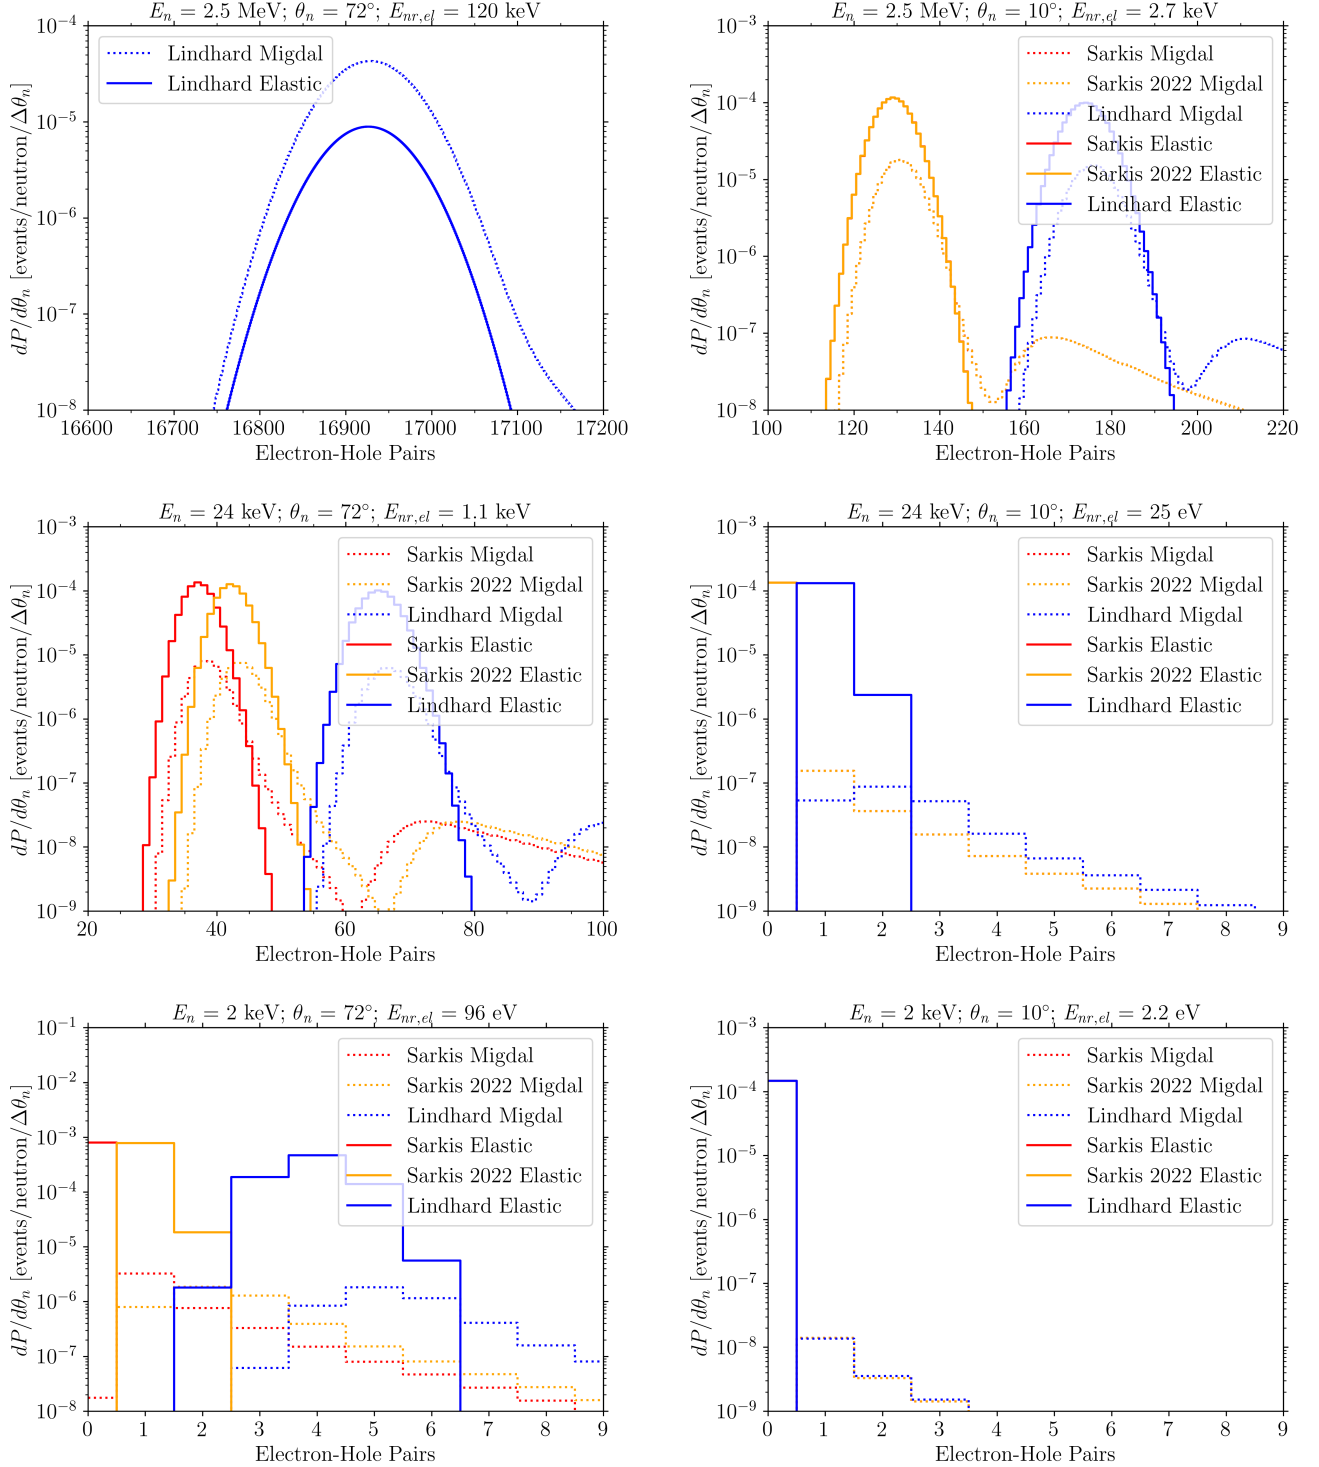 E_n = 2.5 MeV; θ_n = 72°; E_{nr,el} = 120 keV
10^{-4}
10^{-5}
10^{-6}
10^{-7}
10^{-8}
dP/dθ_n [events/neutron/Δθ_n]
Lindhard Migdal
Lindhard Elastic
16600 16700 16800 16900 17000 17100 17200
Electron-Hole Pairs
E_n = 2.5 MeV; θ_n = 10°; E_{nr,el} = 2.7 keV
10^{-3}
10^{-4}
10^{-5}
10^{-6}
10^{-7}
10^{-8}
dP/dθ_n [events/neutron/Δθ_n]
Sarkis Migdal
Sarkis 2022 Migdal
Lindhard Migdal
Sarkis Elastic
Sarkis 2022 Elastic
Lindhard Elastic
100 120 140 160 180 200 220
Electron-Hole Pairs
E_n = 24 keV; θ_n = 72°; E_{nr,el} = 1.1 keV
10^{-3}
10^{-4}
10^{-5}
10^{-6}
10^{-7}
10^{-8}
10^{-9}
dP/dθ_n [events/neutron/Δθ_n]
Sarkis Migdal
Sarkis 2022 Migdal
Lindhard Migdal
Sarkis Elastic
Sarkis 2022 Elastic
Lindhard Elastic
20 40 60 80 100
Electron-Hole Pairs
E_n = 24 keV; θ_n = 10°; E_{nr,el} = 25 eV
10^{-3}
10^{-4}
10^{-5}
10^{-6}
10^{-7}
10^{-8}
10^{-9}
dP/dθ_n [events/neutron/Δθ_n]
Sarkis Migdal
Sarkis 2022 Migdal
Lindhard Migdal
Sarkis Elastic
Sarkis 2022 Elastic
Lindhard Elastic
0 1 2 3 4 5 6 7 8 9
Electron-Hole Pairs
E_n = 2 keV; θ_n = 72°; E_{nr,el} = 96 eV
10^{-1}
10^{-2}
10^{-3}
10^{-4}
10^{-5}
10^{-6}
10^{-7}
10^{-8}
dP/dθ_n [events/neutron/Δθ_n]
Sarkis Migdal
Sarkis 2022 Migdal
Lindhard Migdal
Sarkis Elastic
Sarkis 2022 Elastic
Lindhard Elastic
0 1 2 3 4 5 6 7 8 9
Electron-Hole Pairs
E_n = 2 keV; θ_n = 10°; E_{nr,el} = 2.2 eV
10^{-3}
10^{-4}
10^{-5}
10^{-6}
10^{-7}
10^{-8}
10^{-9}
dP/dθ_n [events/neutron/Δθ_n]
Sarkis Migdal
Sarkis 2022 Migdal
Lindhard Migdal
Sarkis Elastic
Sarkis 2022 Elastic
Lindhard Elastic
0 1 2 3 4 5 6 7 8 9
Electron-Hole Pairs